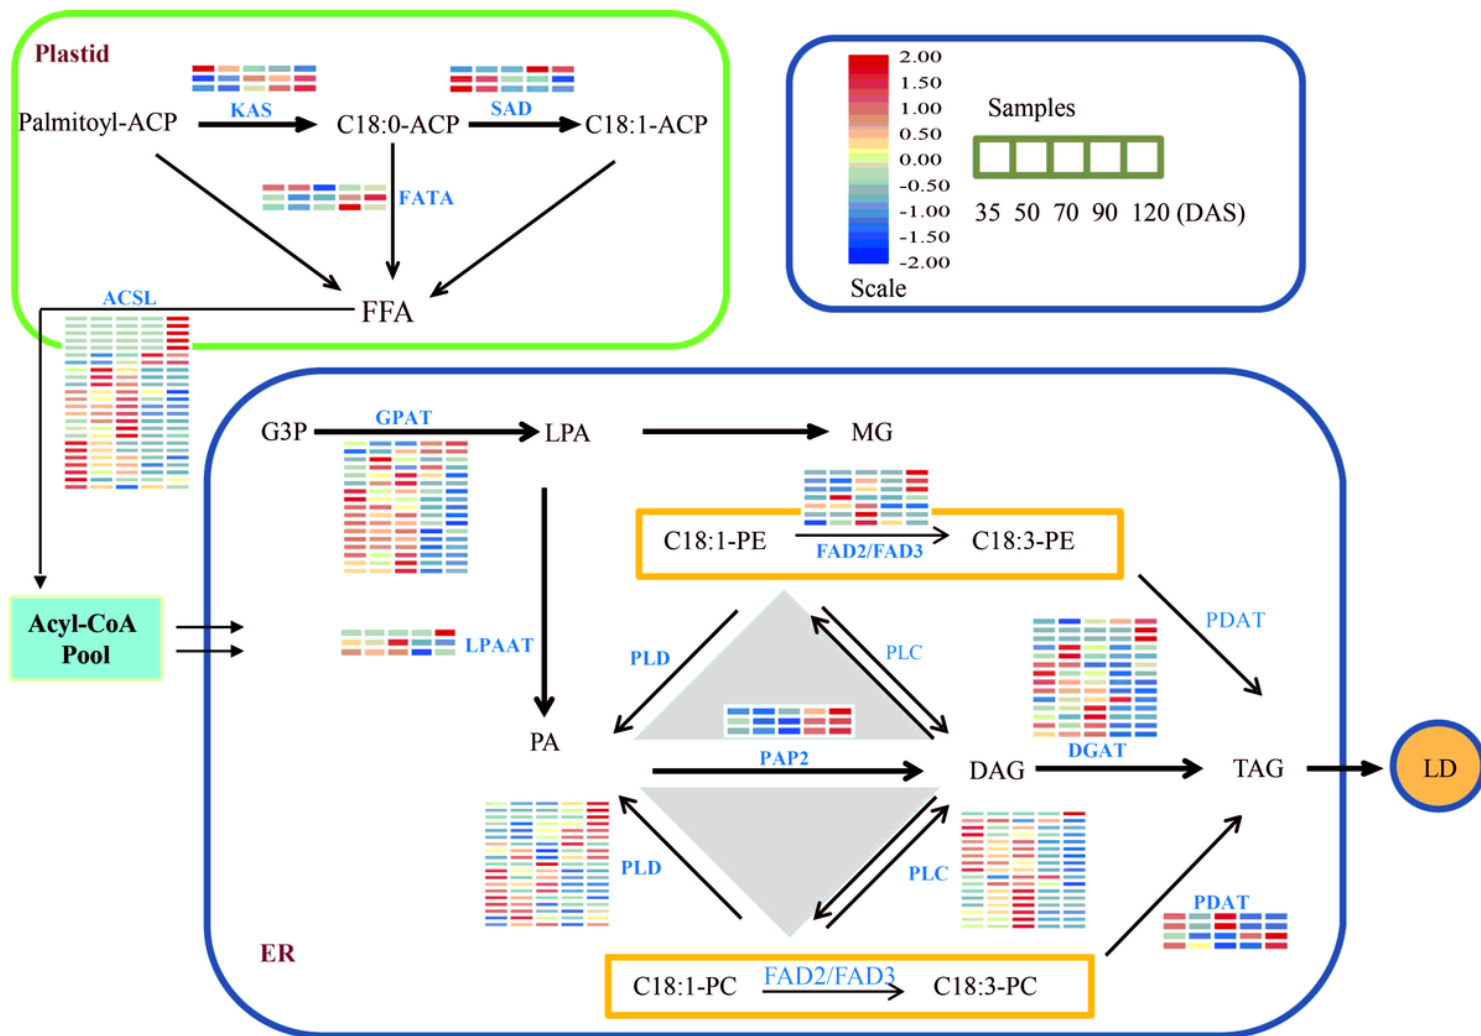 Plastid
KAS
SAD
Palmitoyl-ACP
C18:0-ACP
C18:1-ACP
FATA
ACSL
FFA
2.00
1.50
1.00
0.50
0.00
-0.50
-1.00
-1.50
-2.00
Scale
Samples
35 50 70 90 120 (DAS)
G3P
GPAT
LPA
MG
C18:1-PE
FAD2/FAD3
C18:3-PE
Acyl-CoA
Pool
LPAAT
PLD
PLC
PDAT
PA
PAP2
DAG
DGAT
TAG
LD
PLD
PLC
PDAT
ER
C18:1-PC
FAD2/FAD3
C18:3-PC